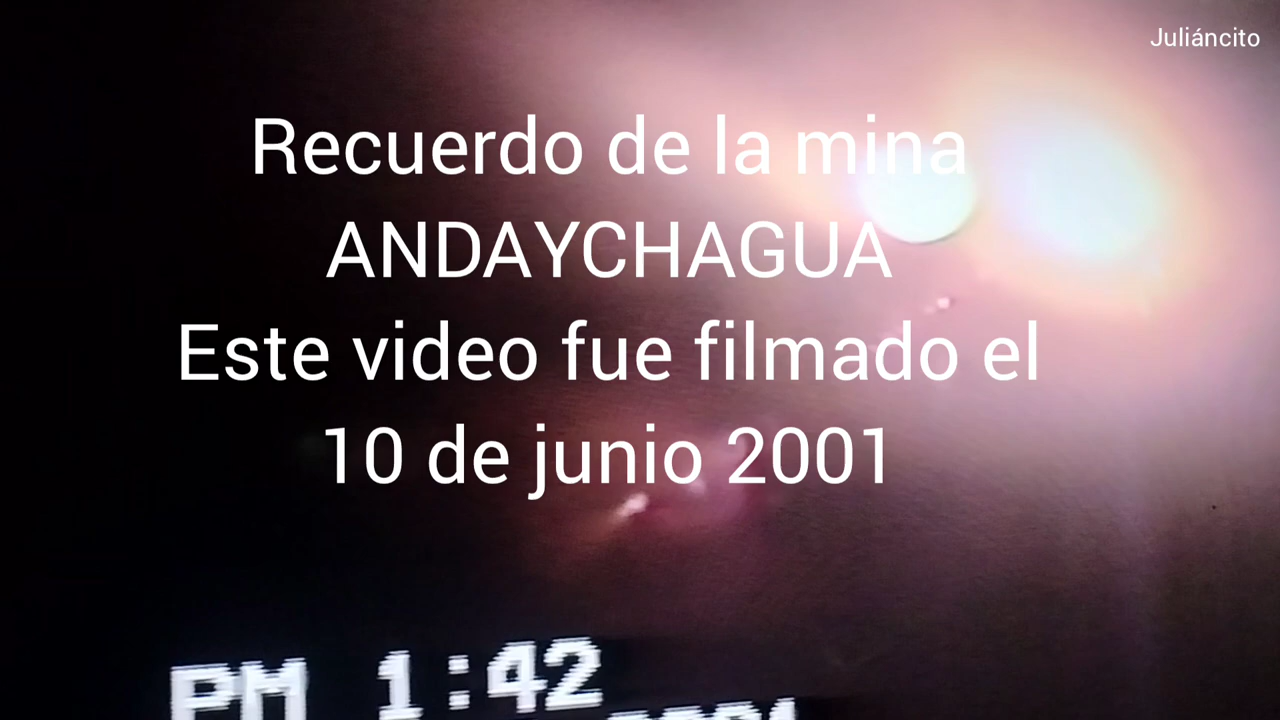 Juliáncito
Recuerdo de la mina
ANDAYCHAGUA
Este video fue filmado el
10 de junio 2001
PM 1:42